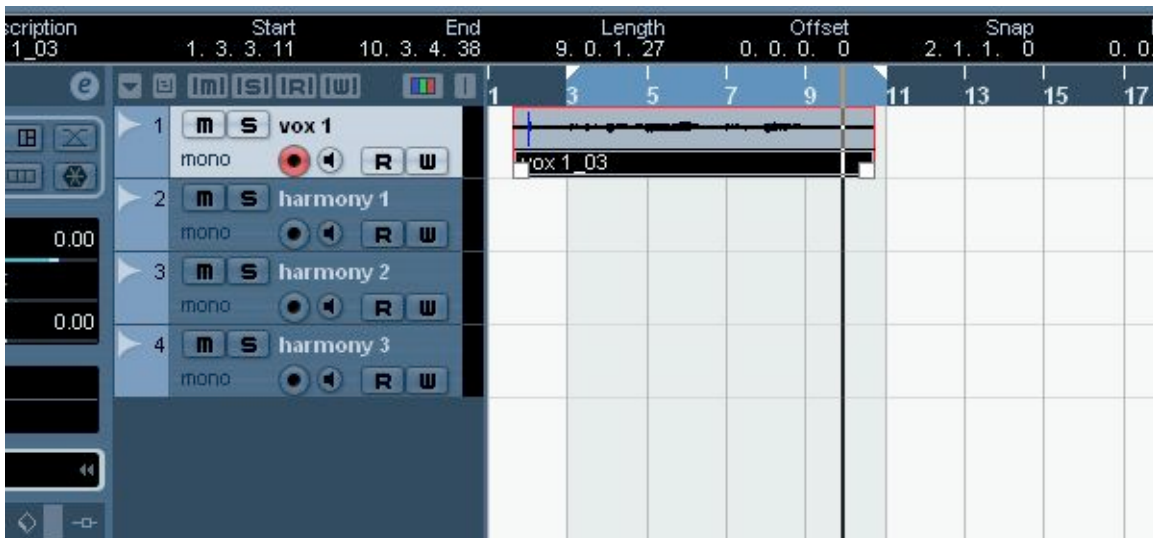 scription Start End Length Offset Snap
1_03 1. 3. 3. 11 10. 3. 4. 38 9. 0. 1. 27 0. 0. 0. 0 2. 1. 1. 0 0. 0
e M S R W 1 3 5 7 9 11 13 15 17
1 m S vox 1
mono R W
vox 1_03
2 m S harmony 1
mono R W
0.00
3 m S harmony 2
mono R W
0.00
4 m S harmony 3
mono R W